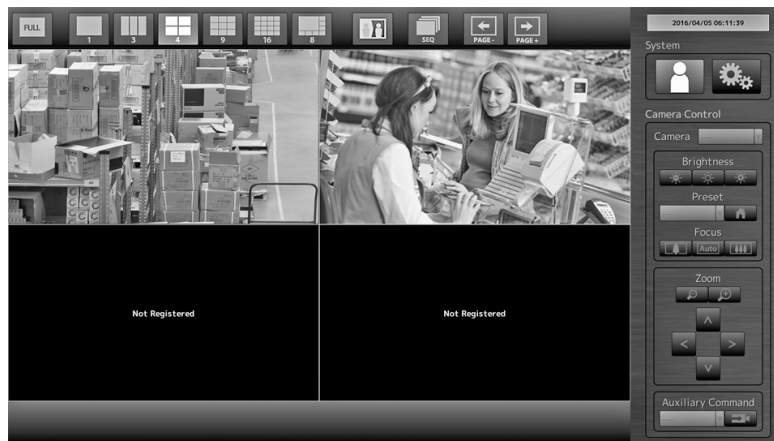 FULL
1
3
4
9
16
8
SEQ
PAGE-
PAGE+
2016/04/05 06:11:39
System
Camera Control
Camera
Brightness
Preset
Focus
Auto
Zoom
Not Registered
Not Registered
Auxiliary Command